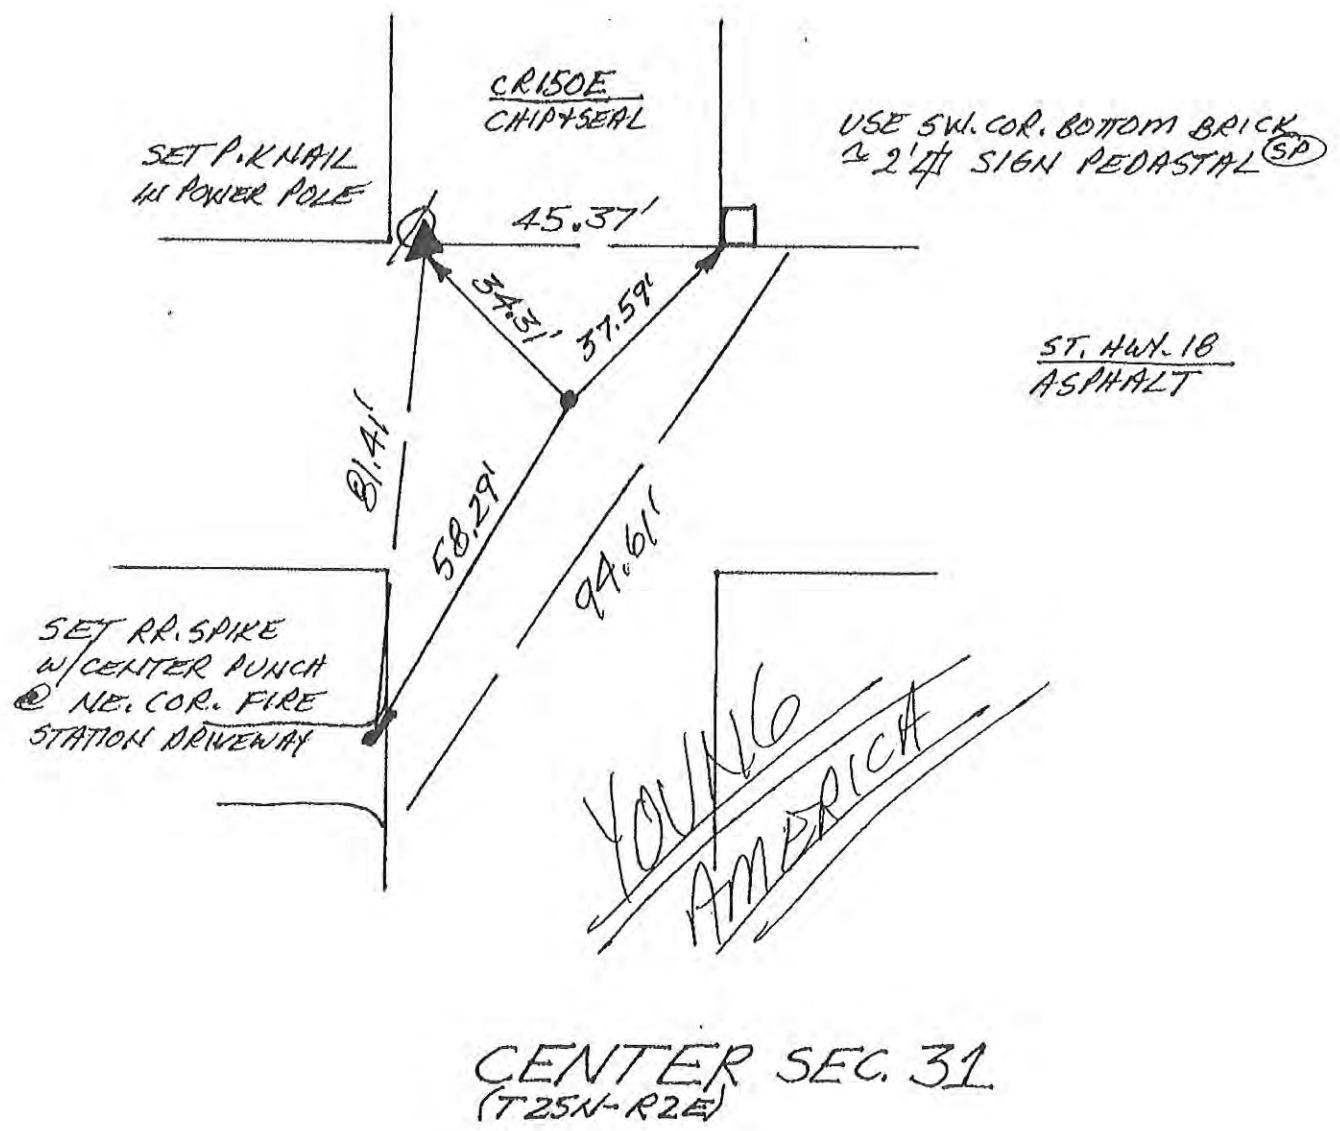 CR150E
CHIP+SEAL
SET P.K NAIL
IN POWER POLE
USE SW. COR. BOTTOM BRICK
~ 2' SIGN PEDASTAL SP
45.37'
34.31'
37.59'
ST. HWY. 18
ASPHALT
81.41'
58.29'
94.61'
SET RR. SPIKE
W/CENTER PUNCH
@ NE. COR. FIRE
STATION DRIVEWAY
YOUNG
AMERICA
CENTER SEC. 31
(T25N-R2E)